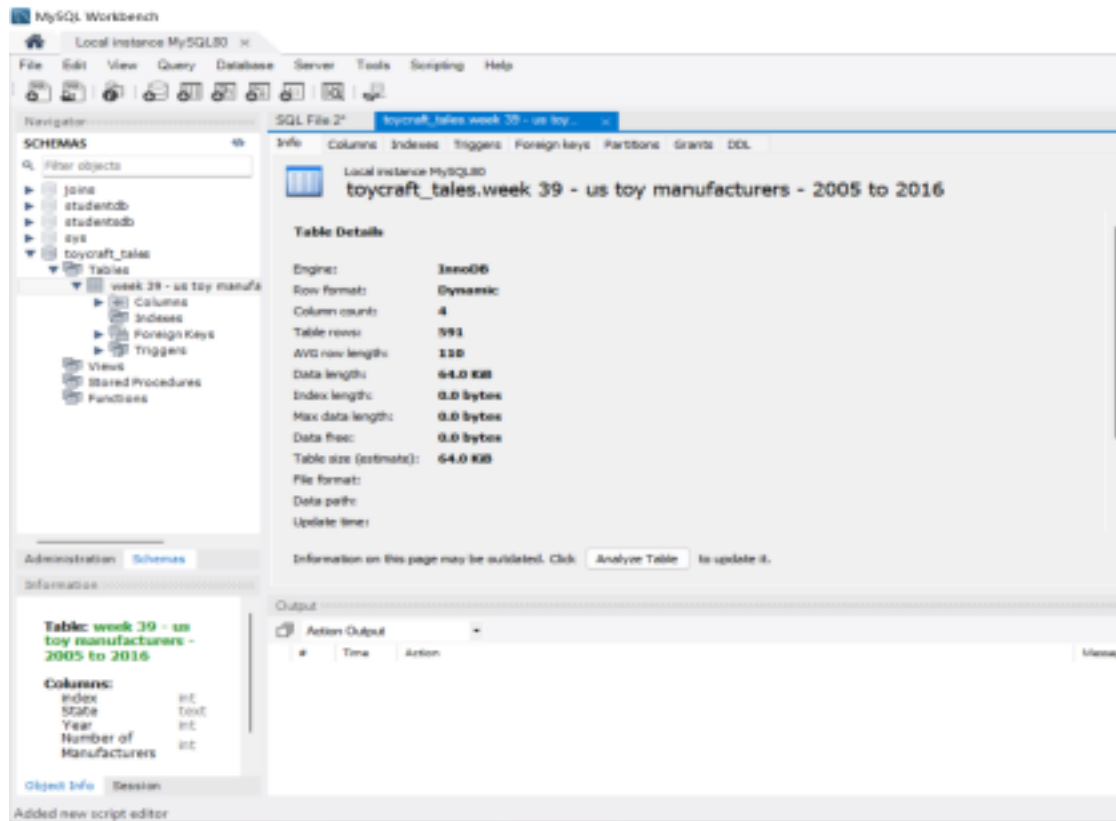 MySQL Workbench
Local instance MySQL80 ×
File Edit View Query Database Server Tools Scripting Help
Navigator
SCHEMAS
Filter objects
joins
studentdb
studentsdb
sys
toycraft_tales
Tables
week 39 - us toy manufa
Columns
Indexes
Foreign Keys
Triggers
Views
Stored Procedures
Functions
Administration Schemas
Information
Table: week 39 - us
toy manufacturers -
2005 to 2016
Columns:
index int
State text
Year int
Number of
Manufacturers int
Object Info Session
Added new script editor
SQL File 2* toycraft_tales.week 39 - us toy... ×
Info Columns Indexes Triggers Foreign keys Partitions Grants DDL
Local instance MySQL80
toycraft_tales.week 39 - us toy manufacturers - 2005 to 2016
Table Details
Engine: InnoDB
Row format: Dynamic
Column count: 4
Table rows: 591
AVG row length: 110
Data length: 64.0 KiB
Index length: 0.0 bytes
Max data length: 0.0 bytes
Data free: 0.0 bytes
Table size (estimate): 64.0 KiB
File format:
Data path:
Update time:
Information on this page may be outdated. Click Analyze Table to update it.
Output
Action Output
# Time Action Messag